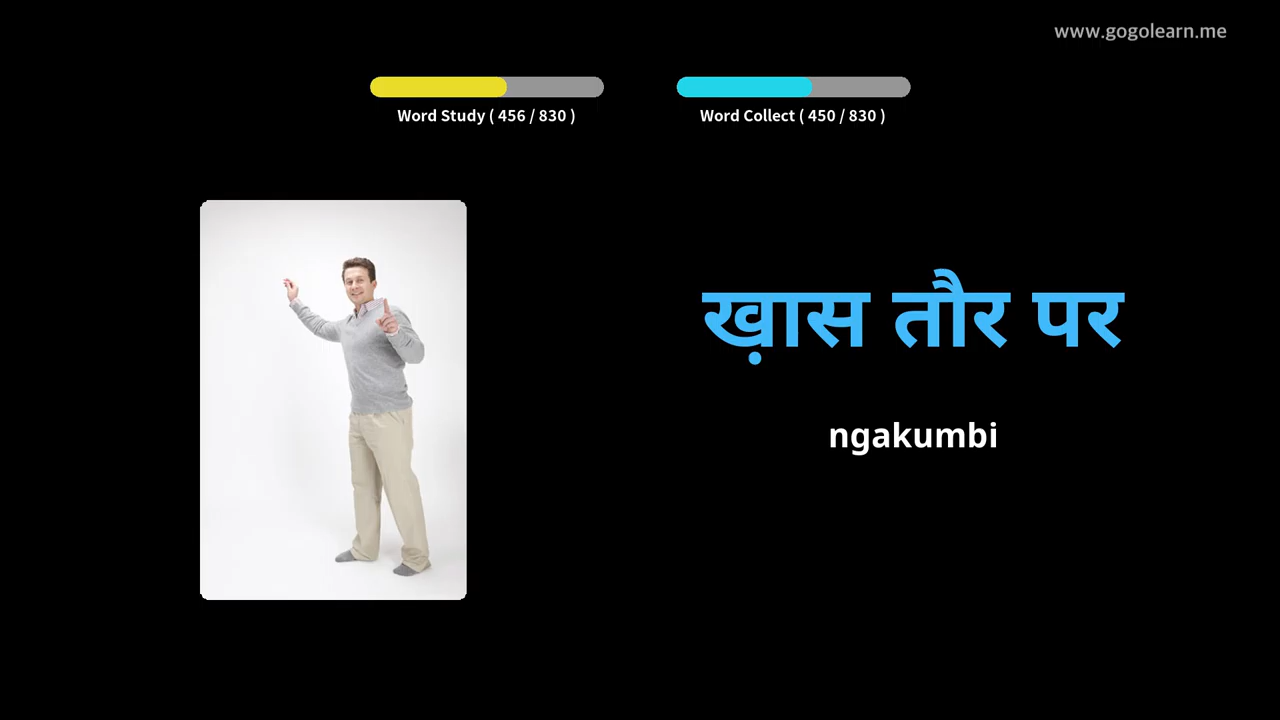 www.gogolearn.me
Word Study ( 456 / 830 )
Word Collect ( 450 / 830 )
ख़ास तौर पर
ngakumbi